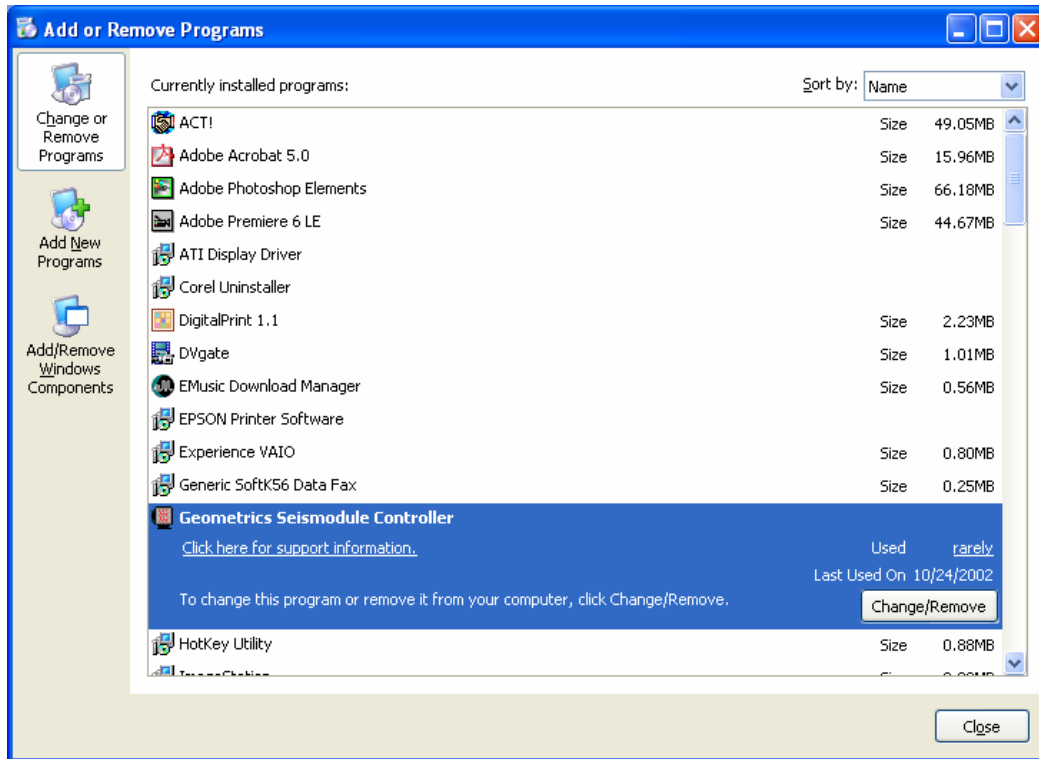 Add or Remove Programs
Change or
Remove
Programs
Add New
Programs
Add/Remove
Windows
Components
Currently installed programs:
Sort by: Name
ACT! Size 49.05MB
Adobe Acrobat 5.0 Size 15.96MB
Adobe Photoshop Elements Size 66.18MB
Adobe Premiere 6 LE Size 44.67MB
ATI Display Driver
Corel Uninstaller
DigitalPrint 1.1 Size 2.23MB
DVgate Size 1.01MB
EMusic Download Manager Size 0.56MB
EPSON Printer Software
Experience VAIO Size 0.80MB
Generic SoftK56 Data Fax Size 0.25MB
Geometrics Seismodule Controller
Click here for support information. Used rarely
Last Used On 10/24/2002
To change this program or remove it from your computer, click Change/Remove. Change/Remove
HotKey Utility Size 0.88MB
Close